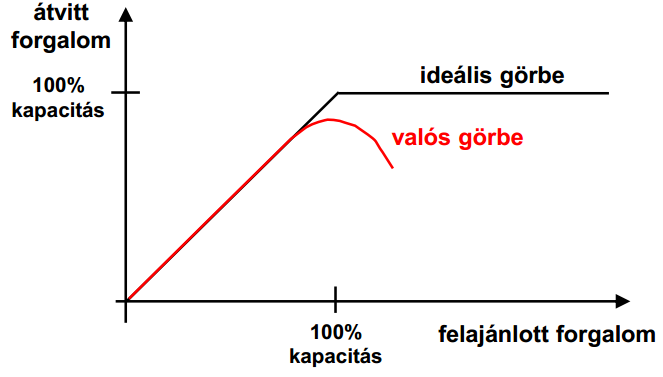 átvitt
forgalom
100%
kapacitás
ideális görbe
valós görbe
100%
kapacitás
felajánlott forgalom